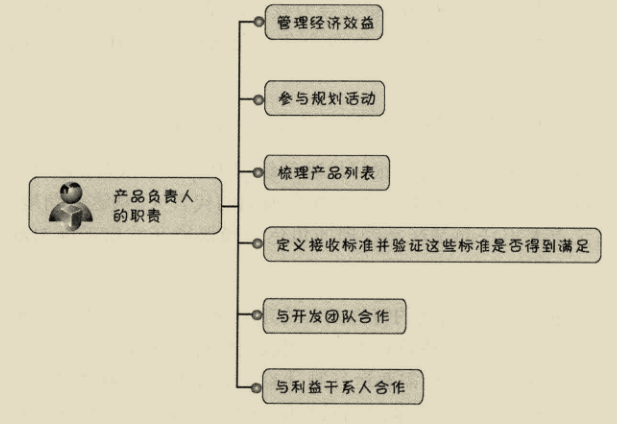 管理经济效益
参与规划活动
梳理产品列表
产品负责人
的职责
定义接收标准并验证这些标准是否得到满足
与开发团队合作
与利益干系人合作